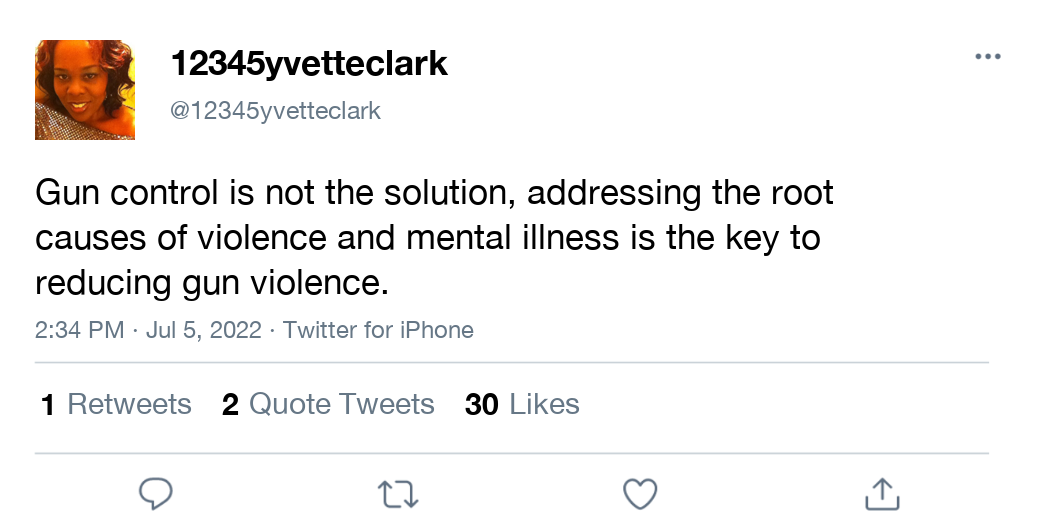 12345yvetteclark
@12345yvetteclark
Gun control is not the solution, addressing the root
causes of violence and mental illness is the key to
reducing gun violence.
2:34 PM · Jul 5, 2022 · Twitter for iPhone
1 Retweets 2 Quote Tweets 30 Likes